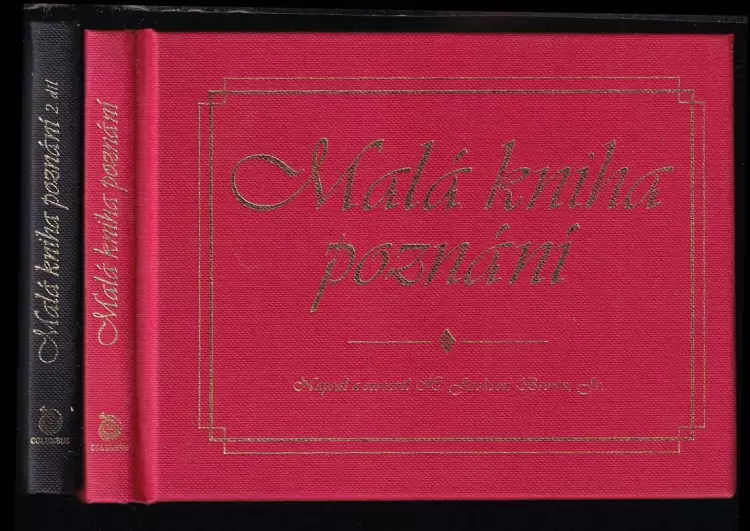 Malá kniha poznání 2. díl
COLUMBUS
Malá kniha poznání
COLUMBUS
Malá kniha
poznání
Napsal a sestavil H. Jackson Brown, Jr.